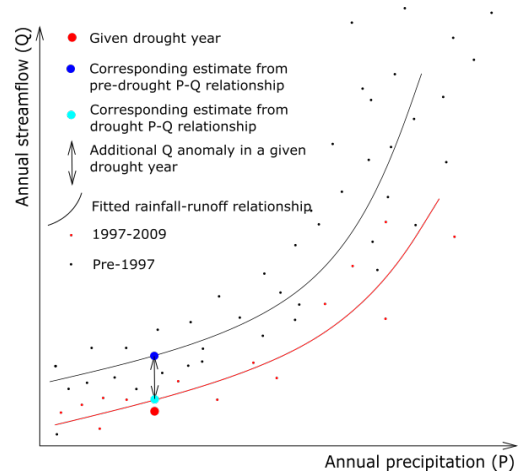 Annual streamflow (Q)
Given drought year
Corresponding estimate from
pre-drought P-Q relationship
Corresponding estimate from
drought P-Q relationship
Additional Q anomaly in a given
drought year
Fitted rainfall-runoff relationship
1997-2009
Pre-1997
Annual precipitation (P)